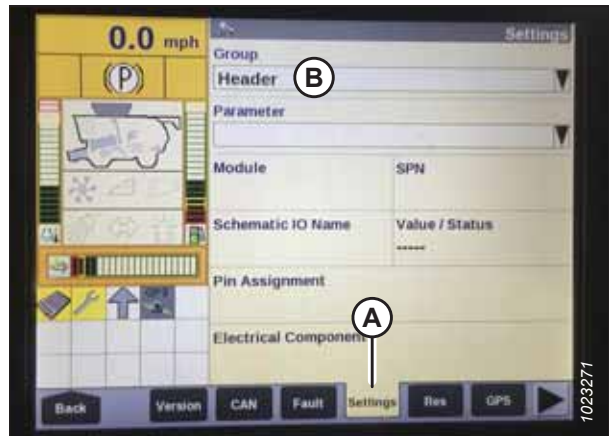 0.0 mph
Settings
Group
(P)
Header
B
Parameter
Module
SPN
Schematic IO Name
Value / Status
-----
Pin Assignment
A
Electrical Component
Back
Version
CAN
Fault
Settings
Res
GPS
1023271